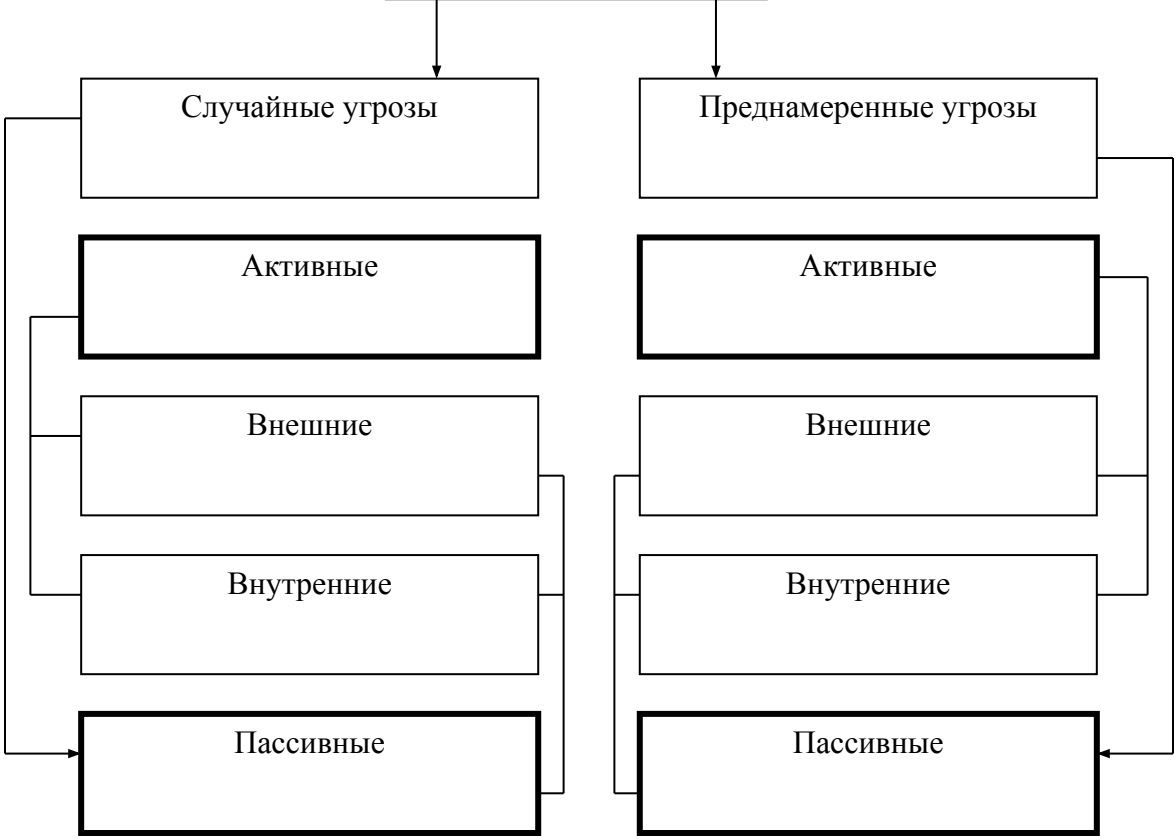 Случайные угрозы
Преднамеренные угрозы
Активные
Активные
Внешние
Внешние
Внутренние
Внутренние
Пассивные
Пассивные